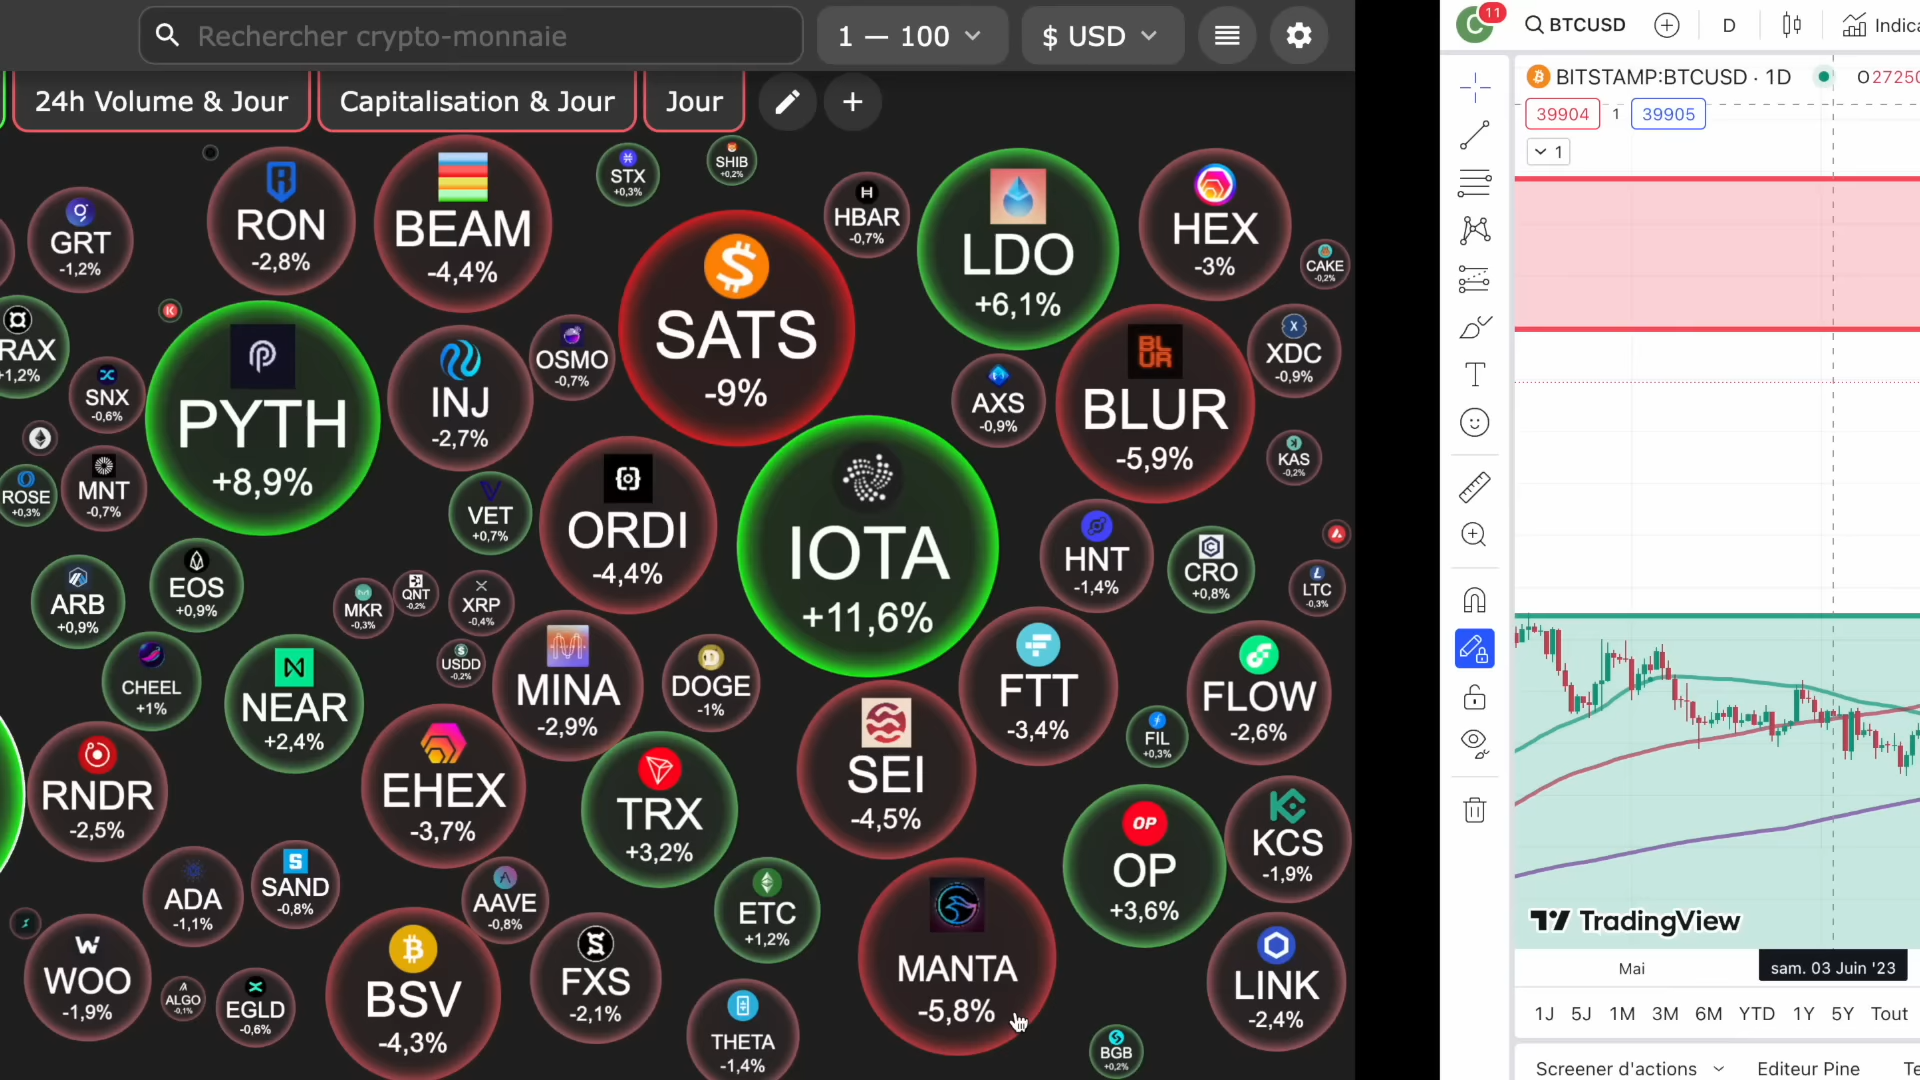 Rechercher crypto-monnaie
1 — 100
$ USD
24h Volume & Jour
Capitalisation & Jour
Jour
GRT
-1,2%
RON
-2,8%
BEAM
-4,4%
STX
+0,3%
SHIB
+0,2%
HBAR
-0,7%
LDO
+6,1%
HEX
-3%
CAKE
-0,2%
RAX
+1,2%
SNX
-0,6%
PYTH
+8,9%
INJ
-2,7%
OSMO
-0,7%
SATS
-9%
AXS
-0,9%
BLUR
-5,9%
XDC
-0,9%
KAS
-0,2%
ROSE
+0,3%
MNT
-0,7%
VET
+0,7%
ORDI
-4,4%
IOTA
+11,6%
HNT
-1,4%
CRO
+0,8%
LTC
-0,3%
ARB
+0,9%
EOS
+0,9%
MKR
-0,3%
QNT
-0,2%
XRP
-0,4%
USDD
-0,2%
CHEEL
+1%
NEAR
+2,4%
MINA
-2,9%
DOGE
-1%
FTT
-3,4%
FIL
+0,3%
FLOW
-2,6%
RNDR
-2,5%
EHEX
-3,7%
TRX
+3,2%
SEI
-4,5%
OP
OP
+3,6%
KCS
-1,9%
ADA
-1,1%
SAND
-0,8%
AAVE
-0,8%
ETC
+1,2%
MANTA
-5,8%
LINK
-2,4%
WOO
-1,9%
ALGO
-0,1%
EGLD
-0,6%
BSV
-4,3%
FXS
-2,1%
THETA
-1,4%
BGB
+0,2%
C
11
BTCUSD
D
Indica
BITSTAMP:BTCUSD · 1D
O27250
39904
1
39905
1
TradingView
Mai
sam. 03 Juin '23
1J 5J 1M 3M 6M YTD 1Y 5Y Tout
Screener d'actions
Editeur Pine
Te